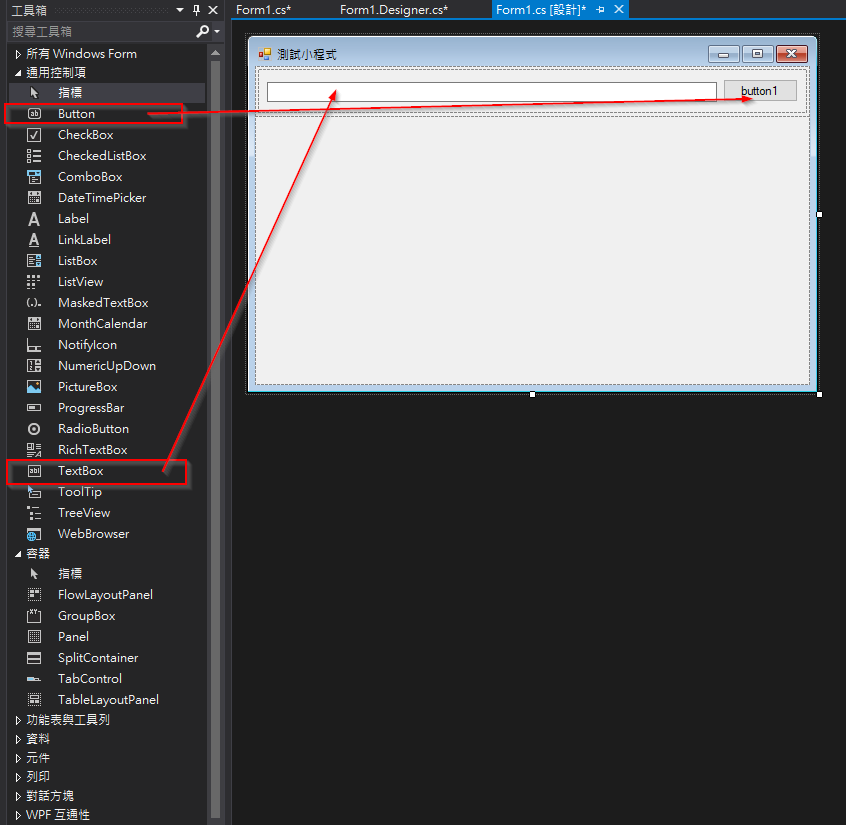 工具箱
Form1.cs*
Form1.Designer.cs*
Form1.cs [設計]*
搜尋工具箱
所有 Windows Form
通用控制項
指標
Button
CheckBox
CheckedListBox
ComboBox
DateTimePicker
Label
LinkLabel
ListBox
ListView
MaskedTextBox
MonthCalendar
NotifyIcon
NumericUpDown
PictureBox
ProgressBar
RadioButton
RichTextBox
TextBox
ToolTip
TreeView
WebBrowser
容器
指標
FlowLayoutPanel
GroupBox
Panel
SplitContainer
TabControl
TableLayoutPanel
功能表與工具列
資料
元件
列印
對話方塊
WPF 互通性
測試小程式
button1